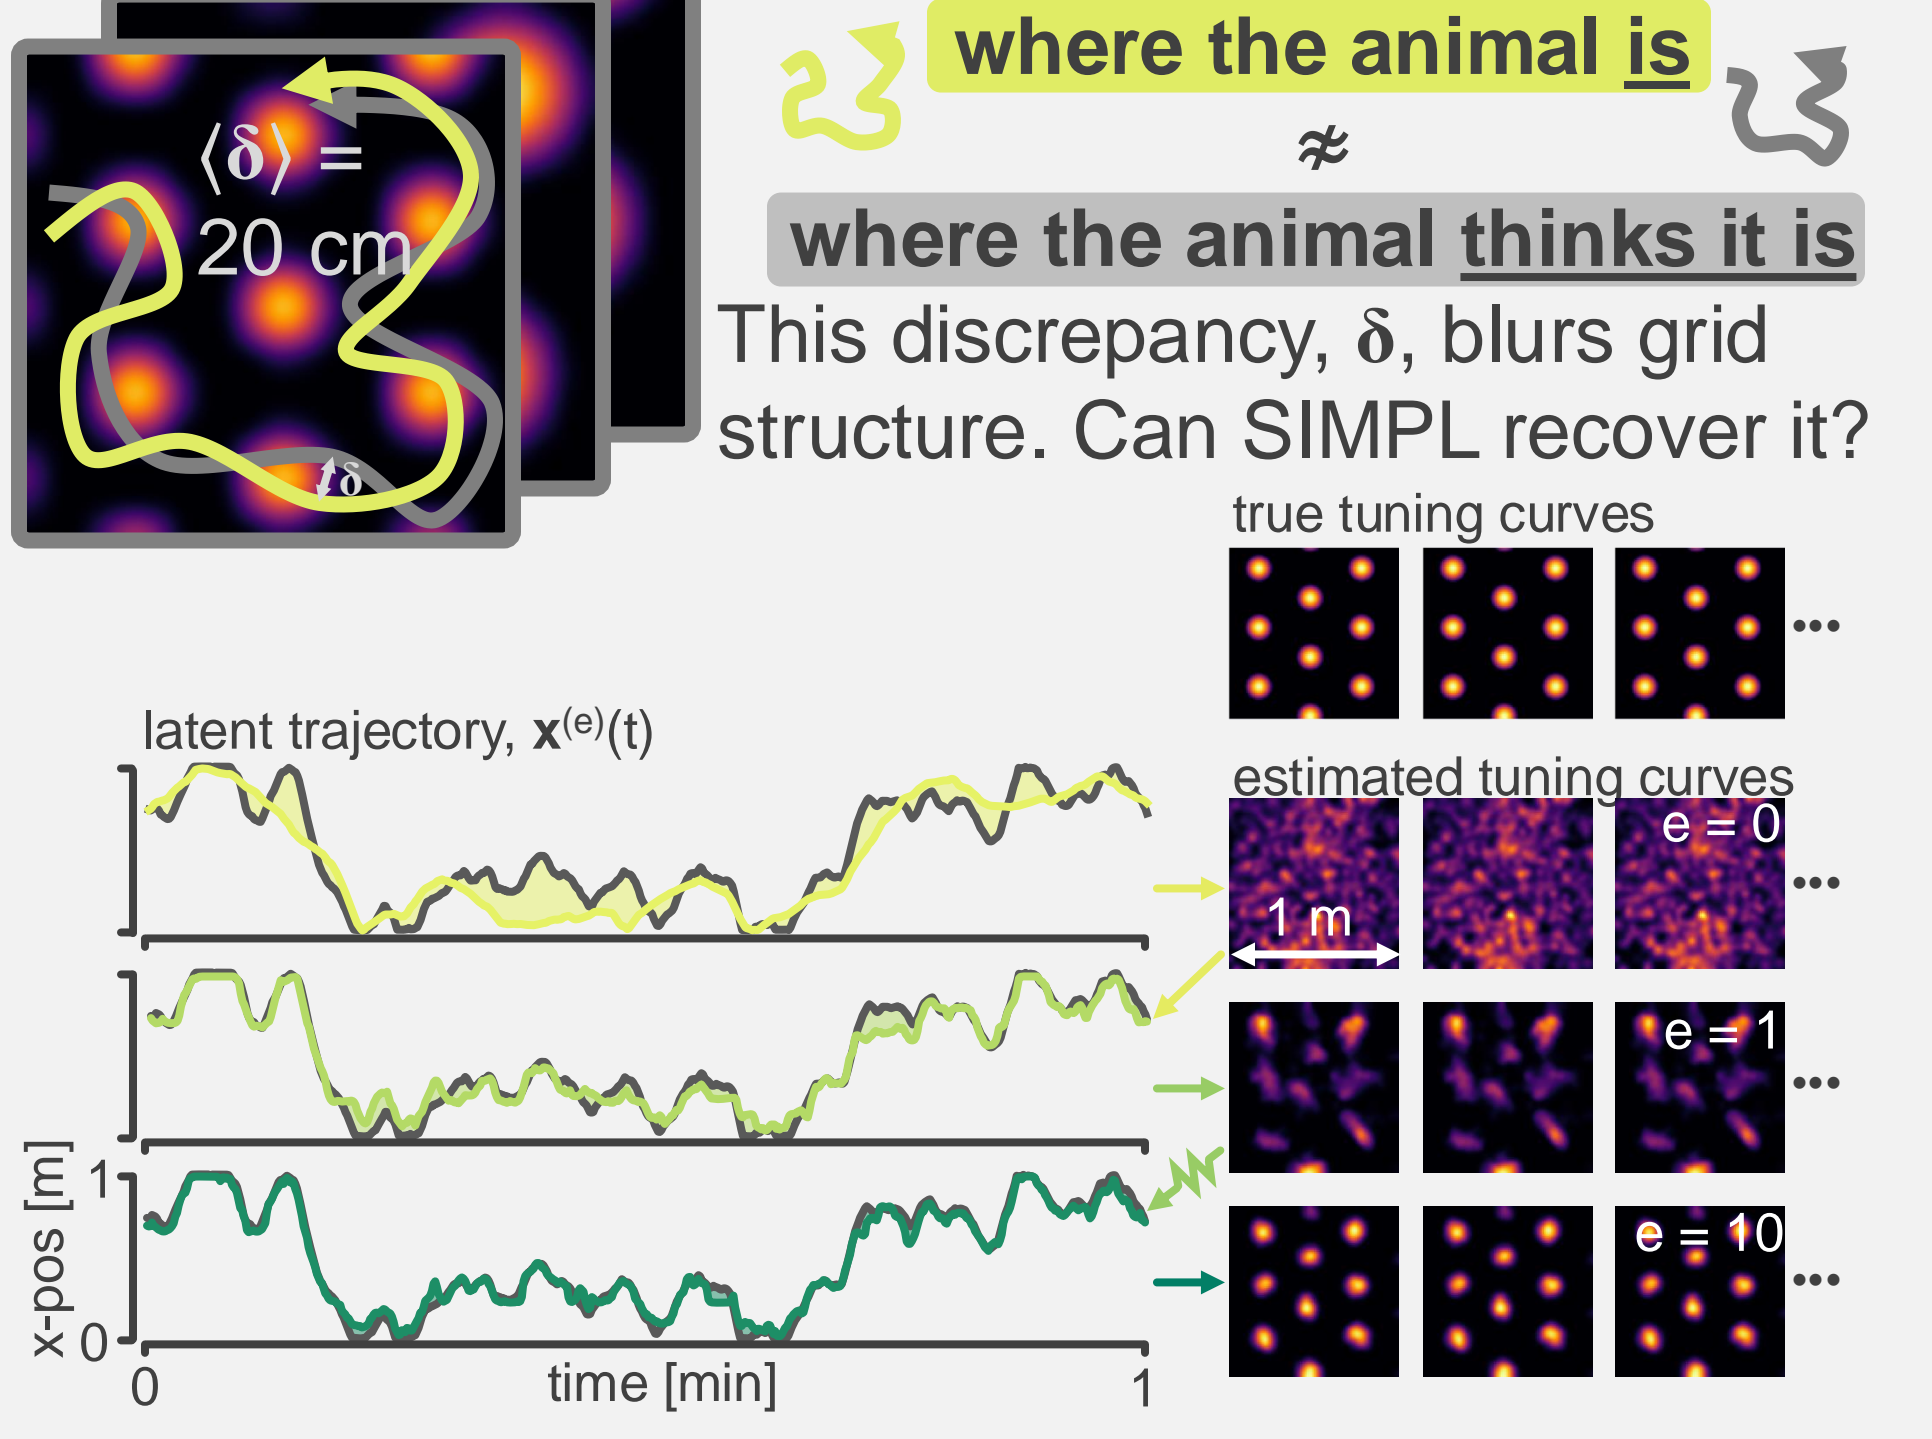 where the animal is
≉
where the animal thinks it is
⟨δ⟩ =
20 cm
δ
This discrepancy, δ, blurs grid
structure. Can SIMPL recover it?
true tuning curves
•••
latent trajectory, x(e)(t)
estimated tuning curves
e = 0
1 m
•••
e = 1
•••
e = 10
•••
x-pos [m]
1
0
0
time [min]
1